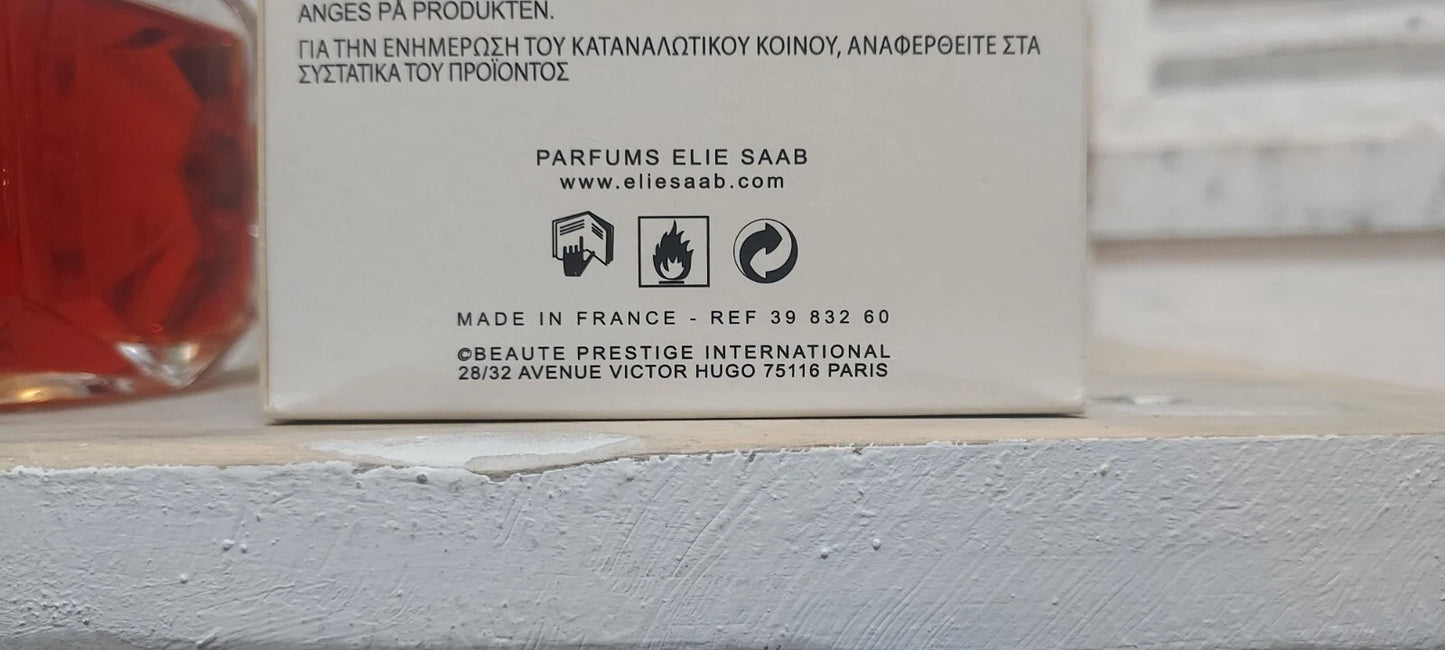 ANGES PÅ PRODUKTEN.
ΓΙΑ ΤΗΝ ΕΝΗΜΕΡΩΣΗ ΤΟΥ ΚΑΤΑΝΑΛΩΤΙΚΟΥ ΚΟΙΝΟΥ, ΑΝΑΦΕΡΘΕΙΤΕ ΣΤΑ
ΣΥΣΤΑΤΙΚΑ ΤΟΥ ΠΡΟΪΟΝΤΟΣ
PARFUMS ELIE SAAB
www.eliesaab.com
MADE IN FRANCE - REF 39 832 60
©BEAUTE PRESTIGE INTERNATIONAL
28/32 AVENUE VICTOR HUGO 75116 PARIS